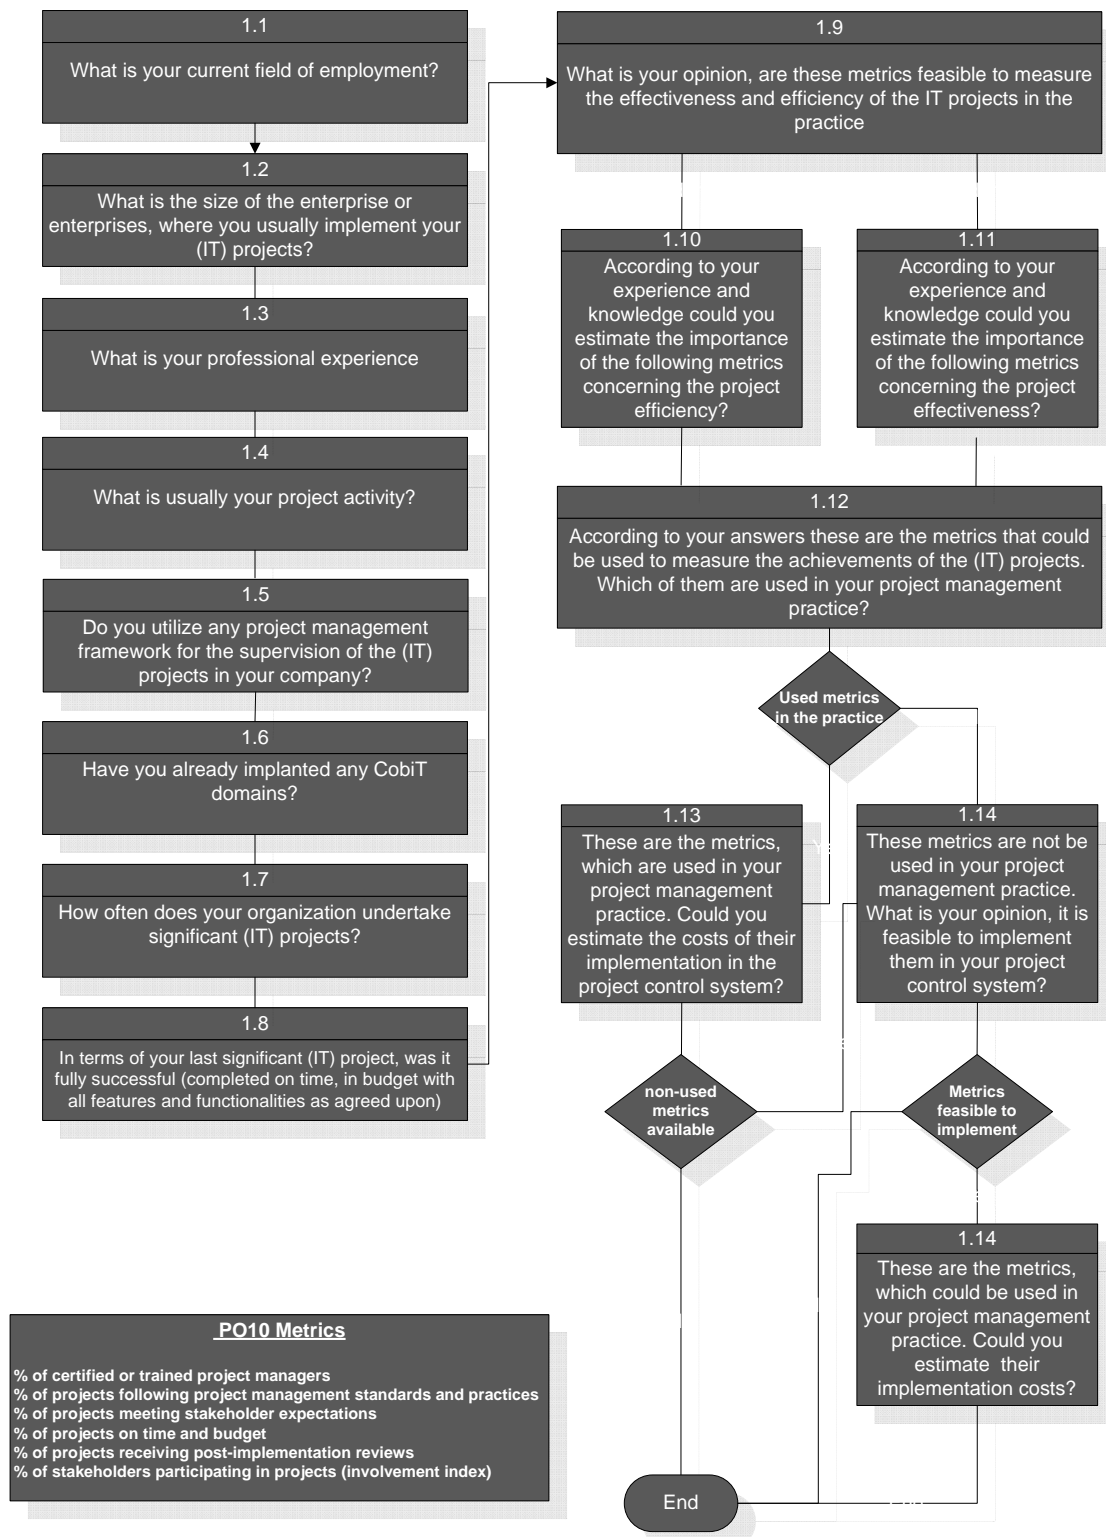 1.1
What is your current field of employment?
1.2
What is the size of the enterprise or
enterprises, where you usually implement your
(IT) projects?
1.3
What is your professional experience
1.4
What is usually your project activity?
1.5
Do you utilize any project management
framework for the supervision of the (IT)
projects in your company?
1.6
Have you already implanted any CobiT
domains?
1.7
How often does your organization undertake
significant (IT) projects?
1.8
In terms of your last significant (IT) project, was it
fully successful (completed on time, in budget with
all features and functionalities as agreed upon)
1.9
What is your opinion, are these metrics feasible to measure
the effectiveness and efficiency of the IT projects in the
practice
1.10
According to your
experience and
knowledge could you
estimate the importance
of the following metrics
concerning the project
efficiency?
1.11
According to your
experience and
knowledge could you
estimate the importance
of the following metrics
concerning the project
effectiveness?
1.12
According to your answers these are the metrics that could
be used to measure the achievements of the (IT) projects.
Which of them are used in your project management
practice?
Used metrics
in the practice
1.13
These are the metrics,
which are used in your
project management
practice. Could you
estimate the costs of their
implementation in the
project control system?
1.14
These metrics are not be
used in your project
management practice.
What is your opinion, it is
feasible to implement
them in your project
control system?
non-used
metrics
available
Metrics
feasible to
implement
1.14
These are the metrics,
which could be used in
your project management
practice. Could you
estimate their
implementation costs?
End
PO10 Metrics
% of certified or trained project managers
% of projects following project management standards and practices
% of projects meeting stakeholder expectations
% of projects on time and budget
% of projects receiving post-implementation reviews
% of stakeholders participating in projects (involvement index)